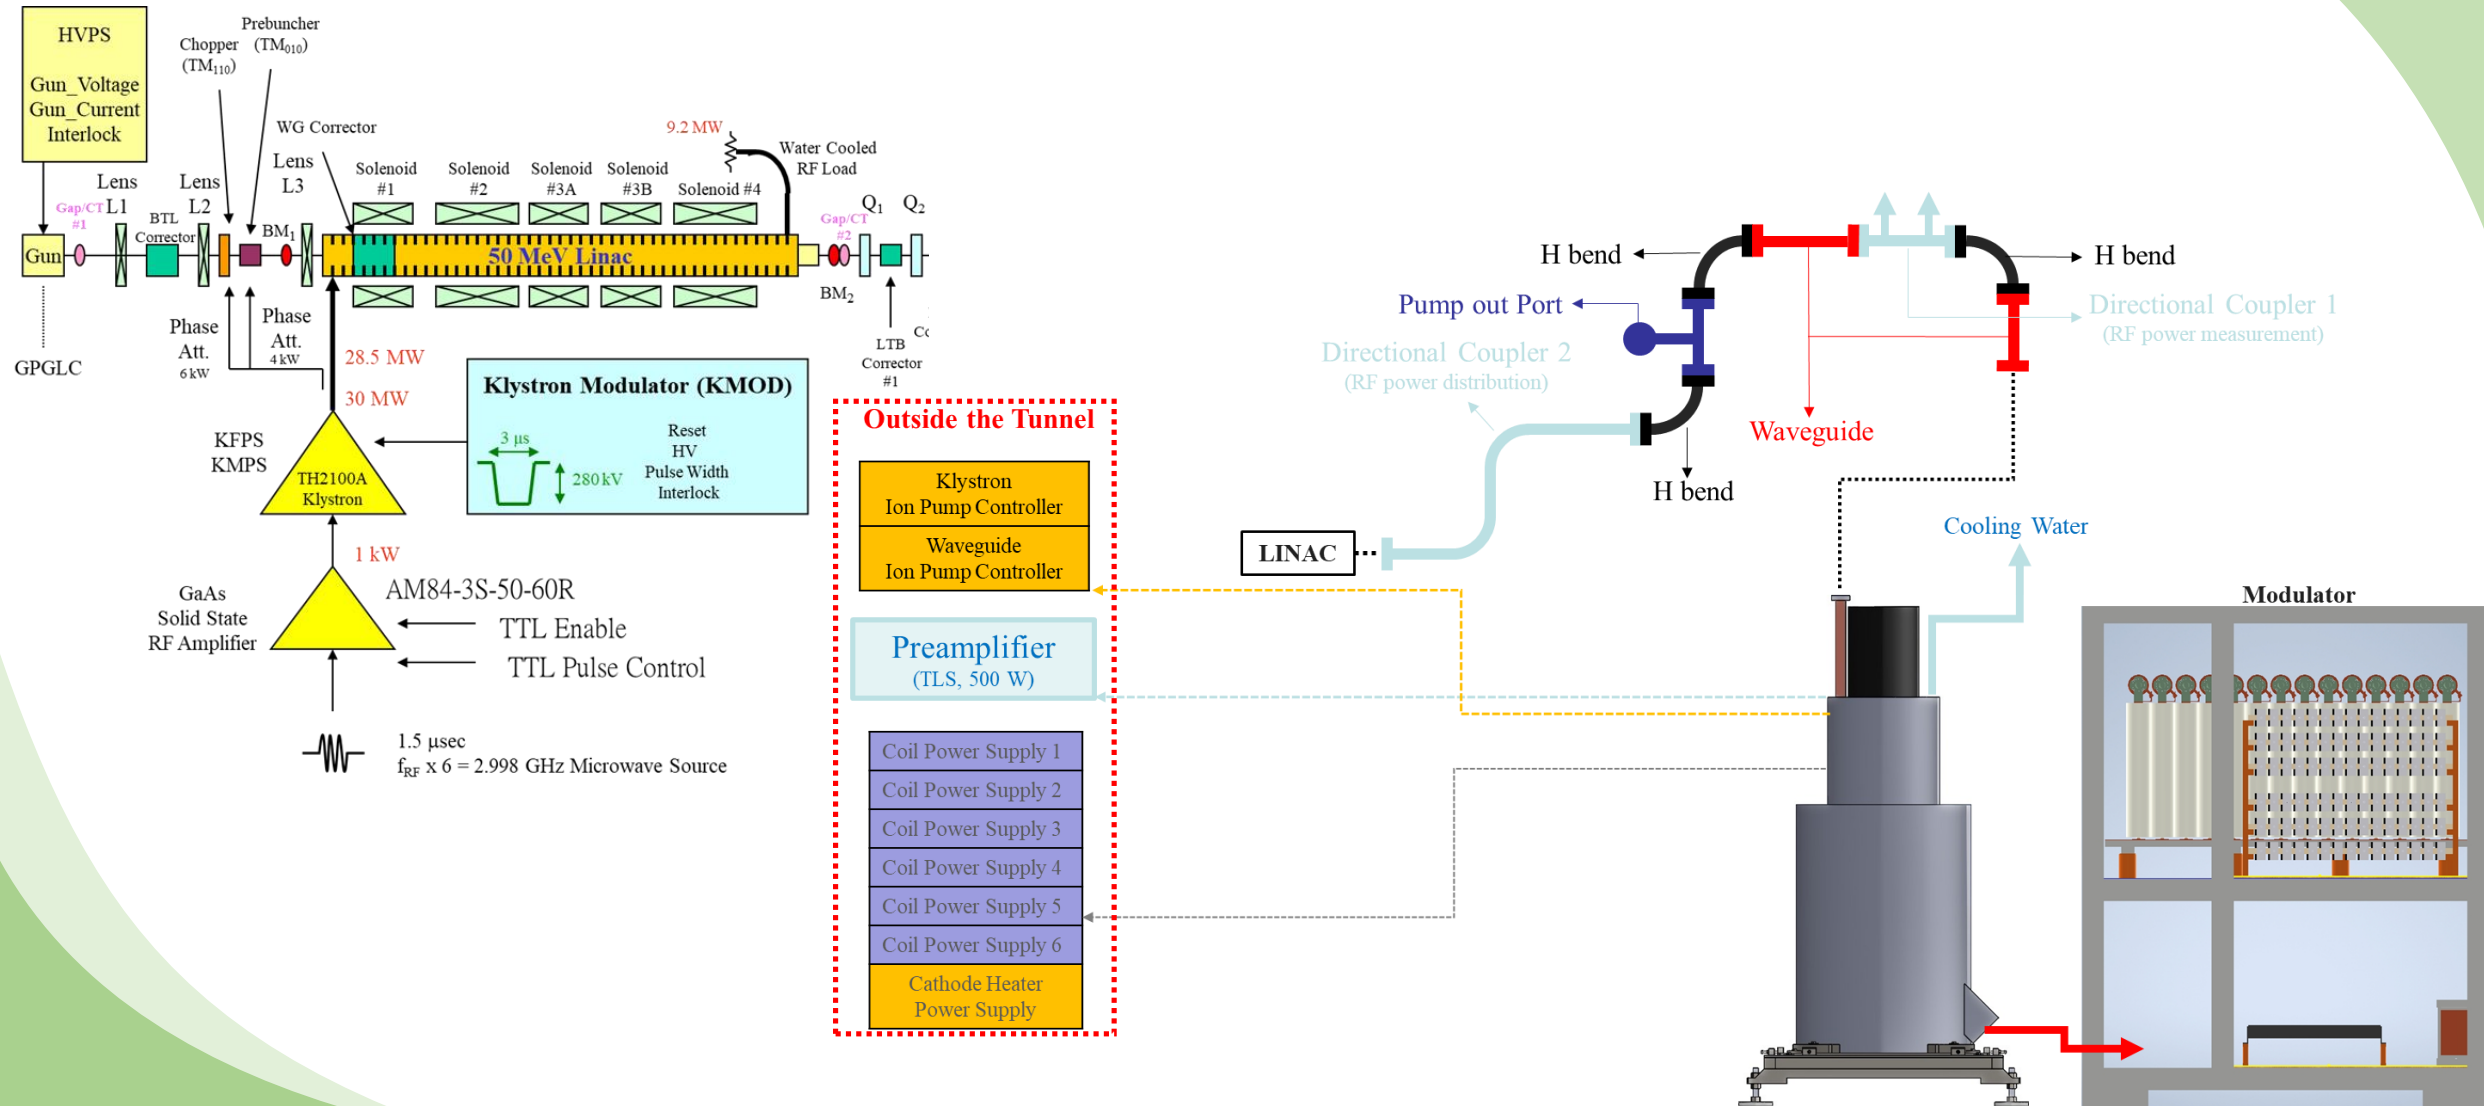 HVPS
Gun_Voltage
Gun_Current
Interlock
Chopper
(TM110)
Prebuncher
(TM010)
WG Corrector
Lens
L3
Lens
L1
Lens
L2
Gap/CT
#1
BTL
Corrector
BM1
Gun
GPGLC
Solenoid
#1
Solenoid
#2
Solenoid
#3A
Solenoid
#3B
Solenoid #4
9.2 MW
Water Cooled
RF Load
50 MeV Linac
Gap/CT
#2
Q1
Q2
BM2
LTB
Corrector
#1
Phase
Att.
6 kW
Phase
Att.
4 kW
28.5 MW
30 MW
KFPS
KMPS
TH2100A
Klystron
Klystron Modulator (KMOD)
3 µs
280 kV
Reset
HV
Pulse Width
Interlock
1 kW
GaAs
Solid State
RF Amplifier
AM84-3S-50-60R
TTL Enable
TTL Pulse Control
1.5 µsec
fRF x 6 = 2.998 GHz Microwave Source
Outside the Tunnel
Klystron
Ion Pump Controller
Waveguide
Ion Pump Controller
Preamplifier
(TLS, 500 W)
Coil Power Supply 1
Coil Power Supply 2
Coil Power Supply 3
Coil Power Supply 4
Coil Power Supply 5
Coil Power Supply 6
Cathode Heater
Power Supply
H bend
Pump out Port
Directional Coupler 2
(RF power distribution)
H bend
Directional Coupler 1
(RF power measurement)
Waveguide
H bend
LINAC
Cooling Water
Modulator